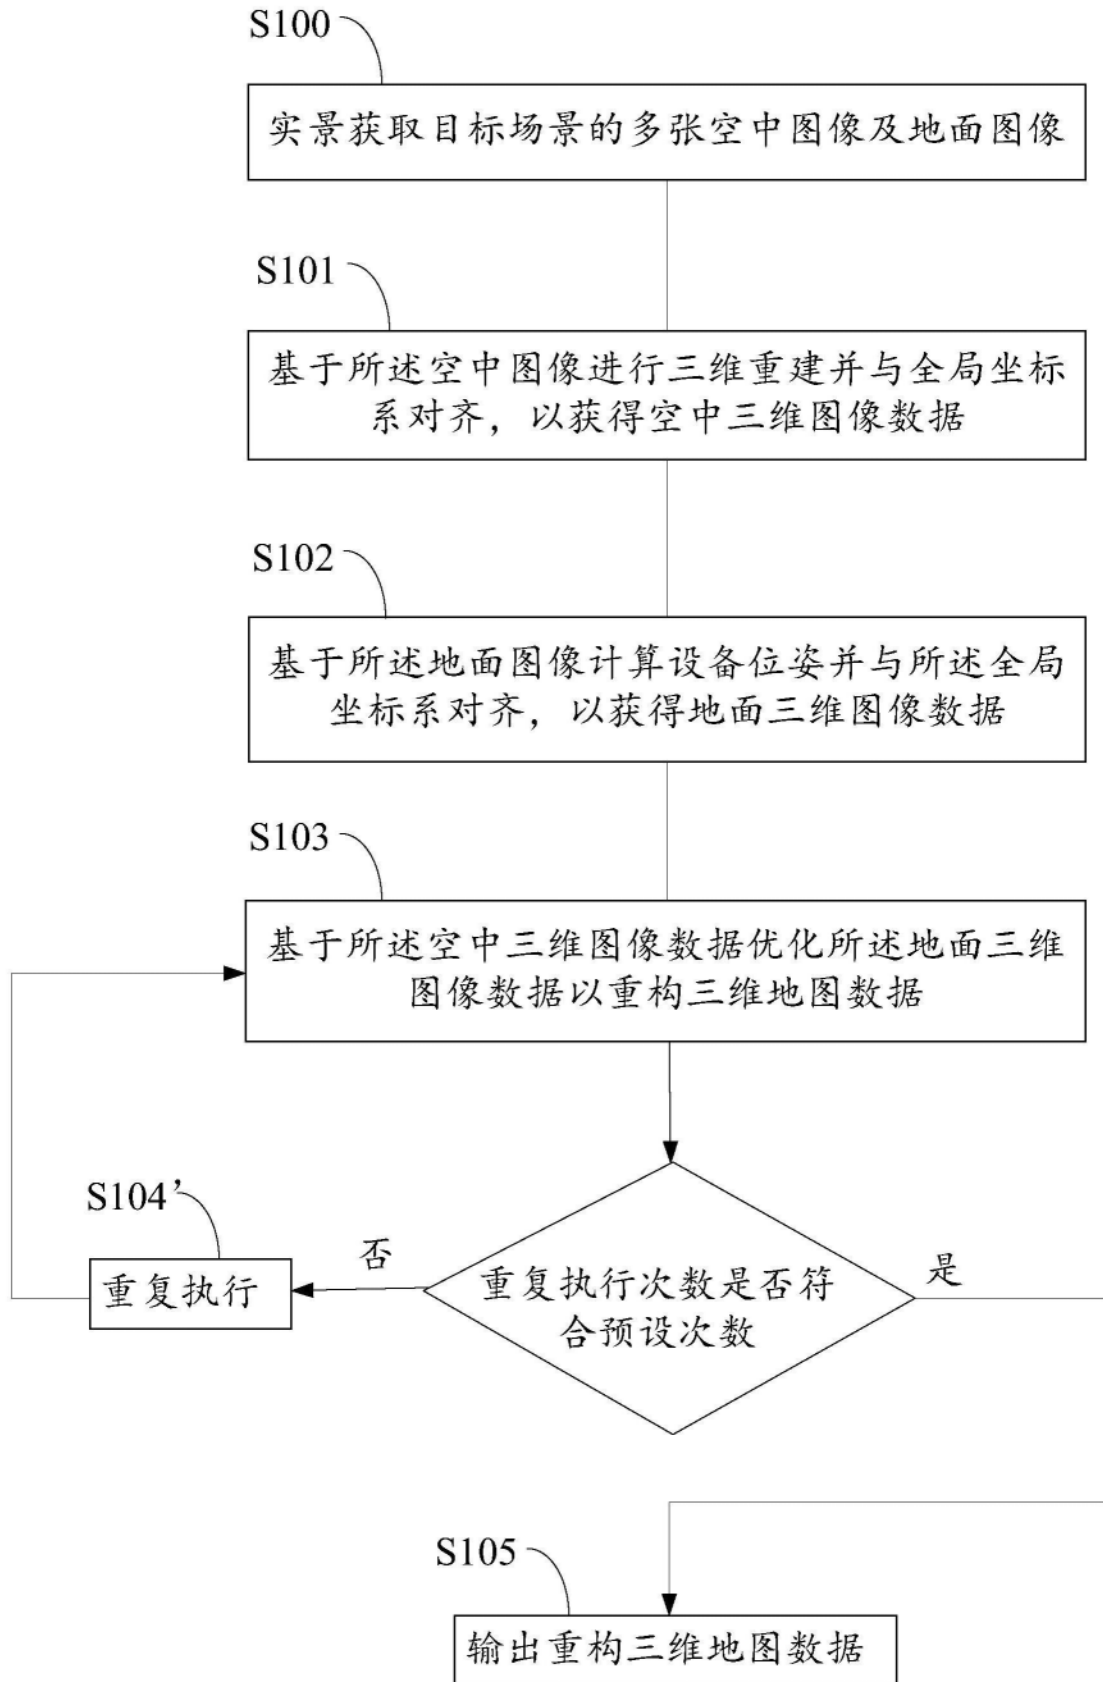 S100
实景获取目标场景的多张空中图像及地面图像
S101
基于所述空中图像进行三维重建并与全局坐标
系对齐，以获得空中三维图像数据
S102
基于所述地面图像计算设备位姿并与所述全局
坐标系对齐，以获得地面三维图像数据
S103
基于所述空中三维图像数据优化所述地面三维
图像数据以重构三维地图数据
S104’
重复执行
否
重复执行次数是否符
合预设次数
是
S105
输出重构三维地图数据